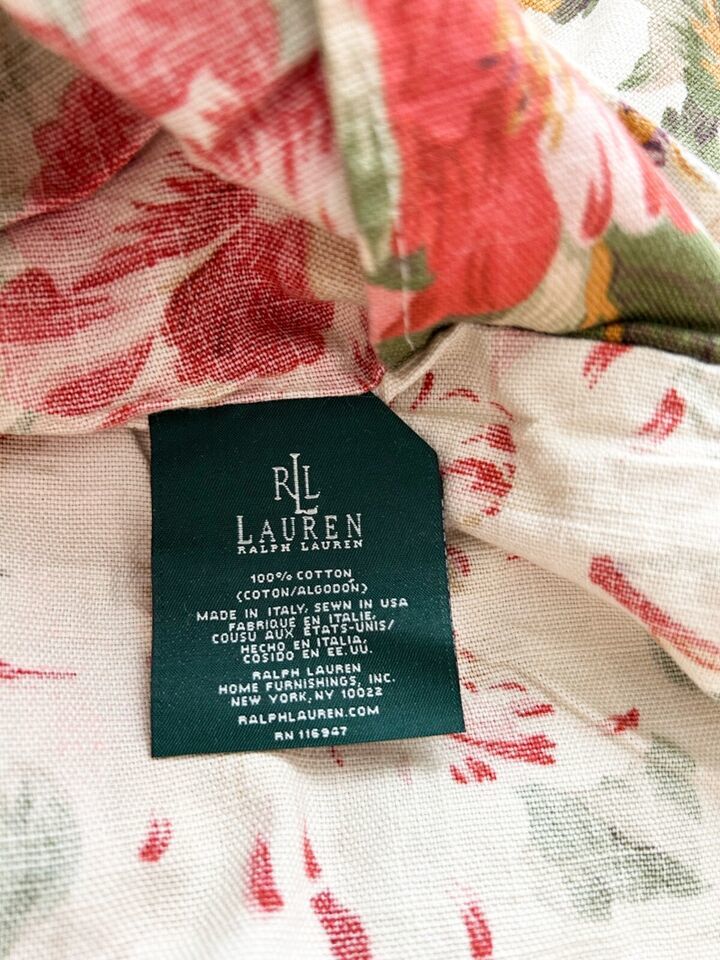 RLL
LAUREN
RALPH LAUREN
100% COTTON
(COTON/ALGODÓN)
MADE IN ITALY, SEWN IN USA
FABRIQUÉ EN ITALIE,
COUSU AUX ÉTATS-UNIS/
HECHO EN ITALIA,
COSIDO EN EE.UU.
RALPH LAUREN
HOME FURNISHINGS, INC.
NEW YORK, NY 10022
RALPHLAUREN.COM
RN 116947